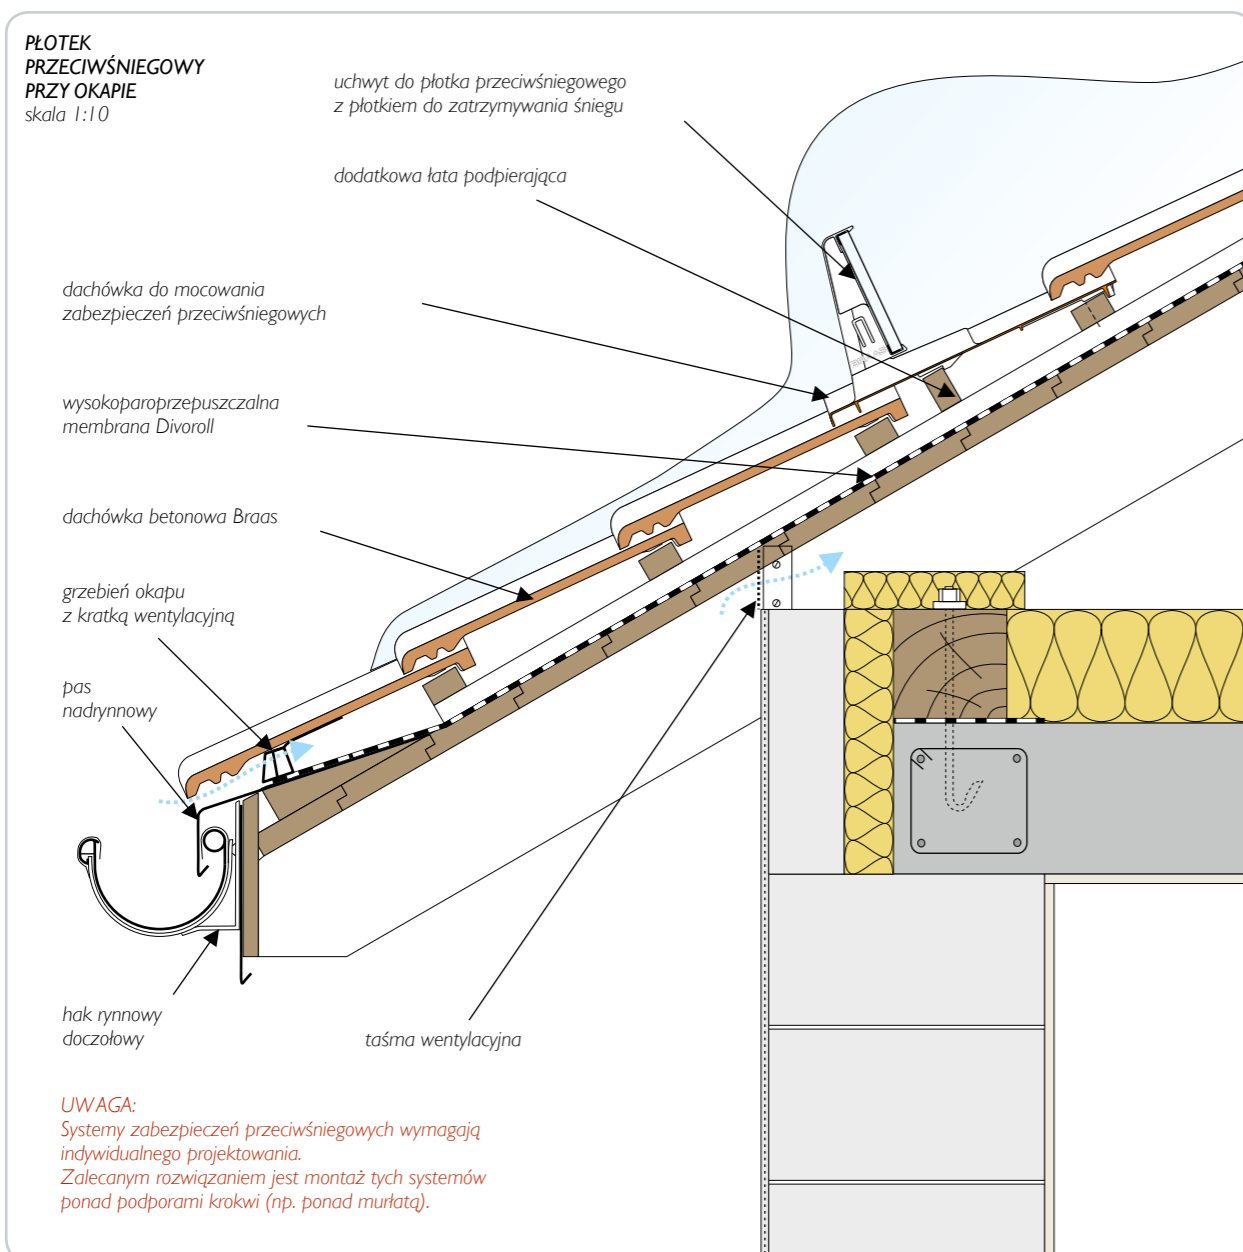 PŁOTEK
PRZECIWŚNIEGOWY
PRZY OKAPIE
skala 1:10
uchwyt do płotka przeciwśniegowego
z płotkiem do zatrzymywania śniegu
dodatkowa łata podpierająca
dachówka do mocowania
zabezpieczeń przeciwśniegowych
wysokoparoprzepuszczalna
membrana Divoroll
dachówka betonowa Braas
grzebień okapu
z kratką wentylacyjną
pas
nadrynnowy
hak rynnowy
doczołowy
taśma wentylacyjna
UWAGA:
Systemy zabezpieczeń przeciwśniegowych wymagają
indywidualnego projektowania.
Zalecanym rozwiązaniem jest montaż tych systemów
ponad podporami krokwi (np. ponad murłatą).